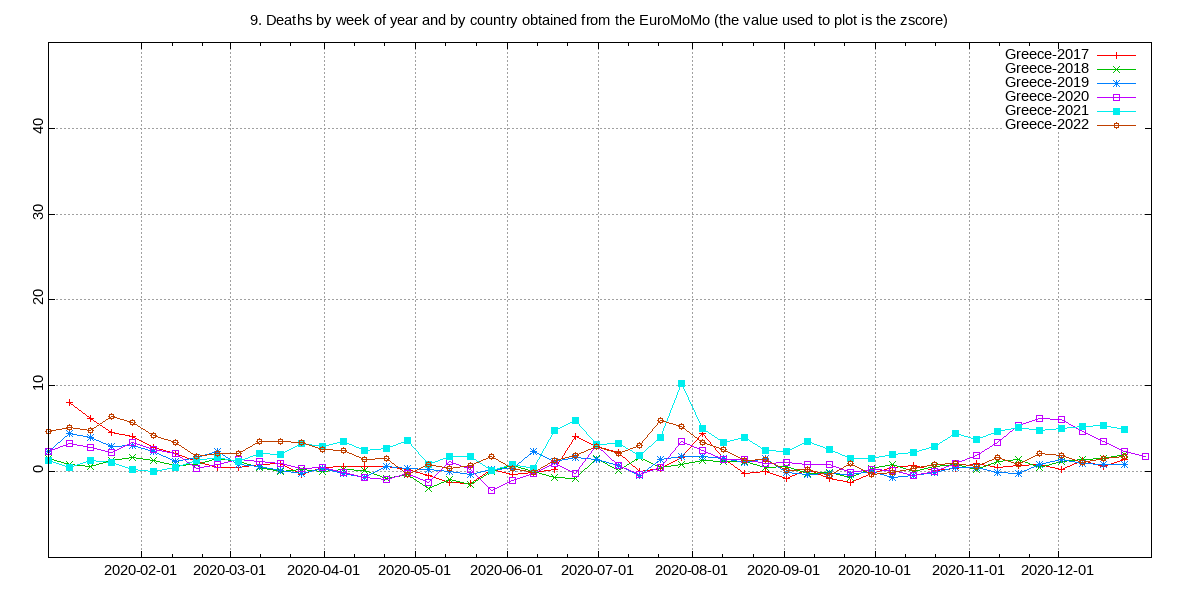 9. Deaths by week of year and by country obtained from the EuroMoMo (the value used to plot is the zscore)
Greece-2017
Greece-2018
Greece-2019
Greece-2020
Greece-2021
Greece-2022
40
30
20
10
0
2020-02-01 2020-03-01 2020-04-01 2020-05-01 2020-06-01 2020-07-01 2020-08-01 2020-09-01 2020-10-01 2020-11-01 2020-12-01